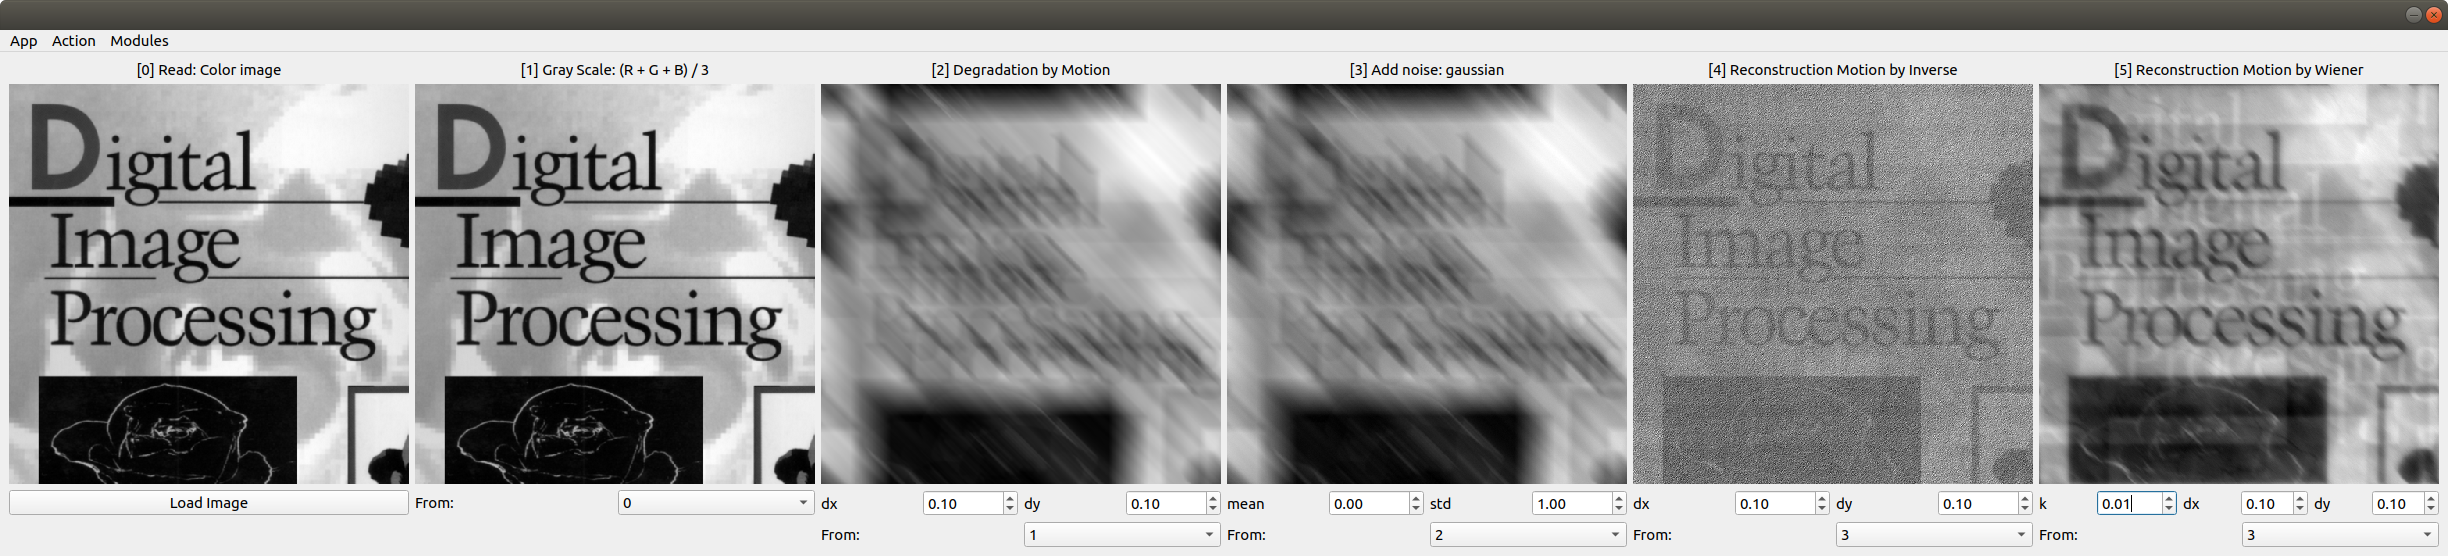 App Action Modules
[0] Read: Color image
[1] Gray Scale: (R + G + B) / 3
[2] Degradation by Motion
[3] Add noise: gaussian
[4] Reconstruction Motion by Inverse
[5] Reconstruction Motion by Wiener
Digital
Image
Processing
Digital
Image
Processing
Digital
Image
Processing
Digital
Image
Processing
Load Image
From: 0
dx 0.10 dy 0.10
From: 1
mean 0.00 std 1.00
From: 2
dx 0.10 dy 0.10
From: 3
k 0.01 dx 0.10 dy 0.10
From: 3